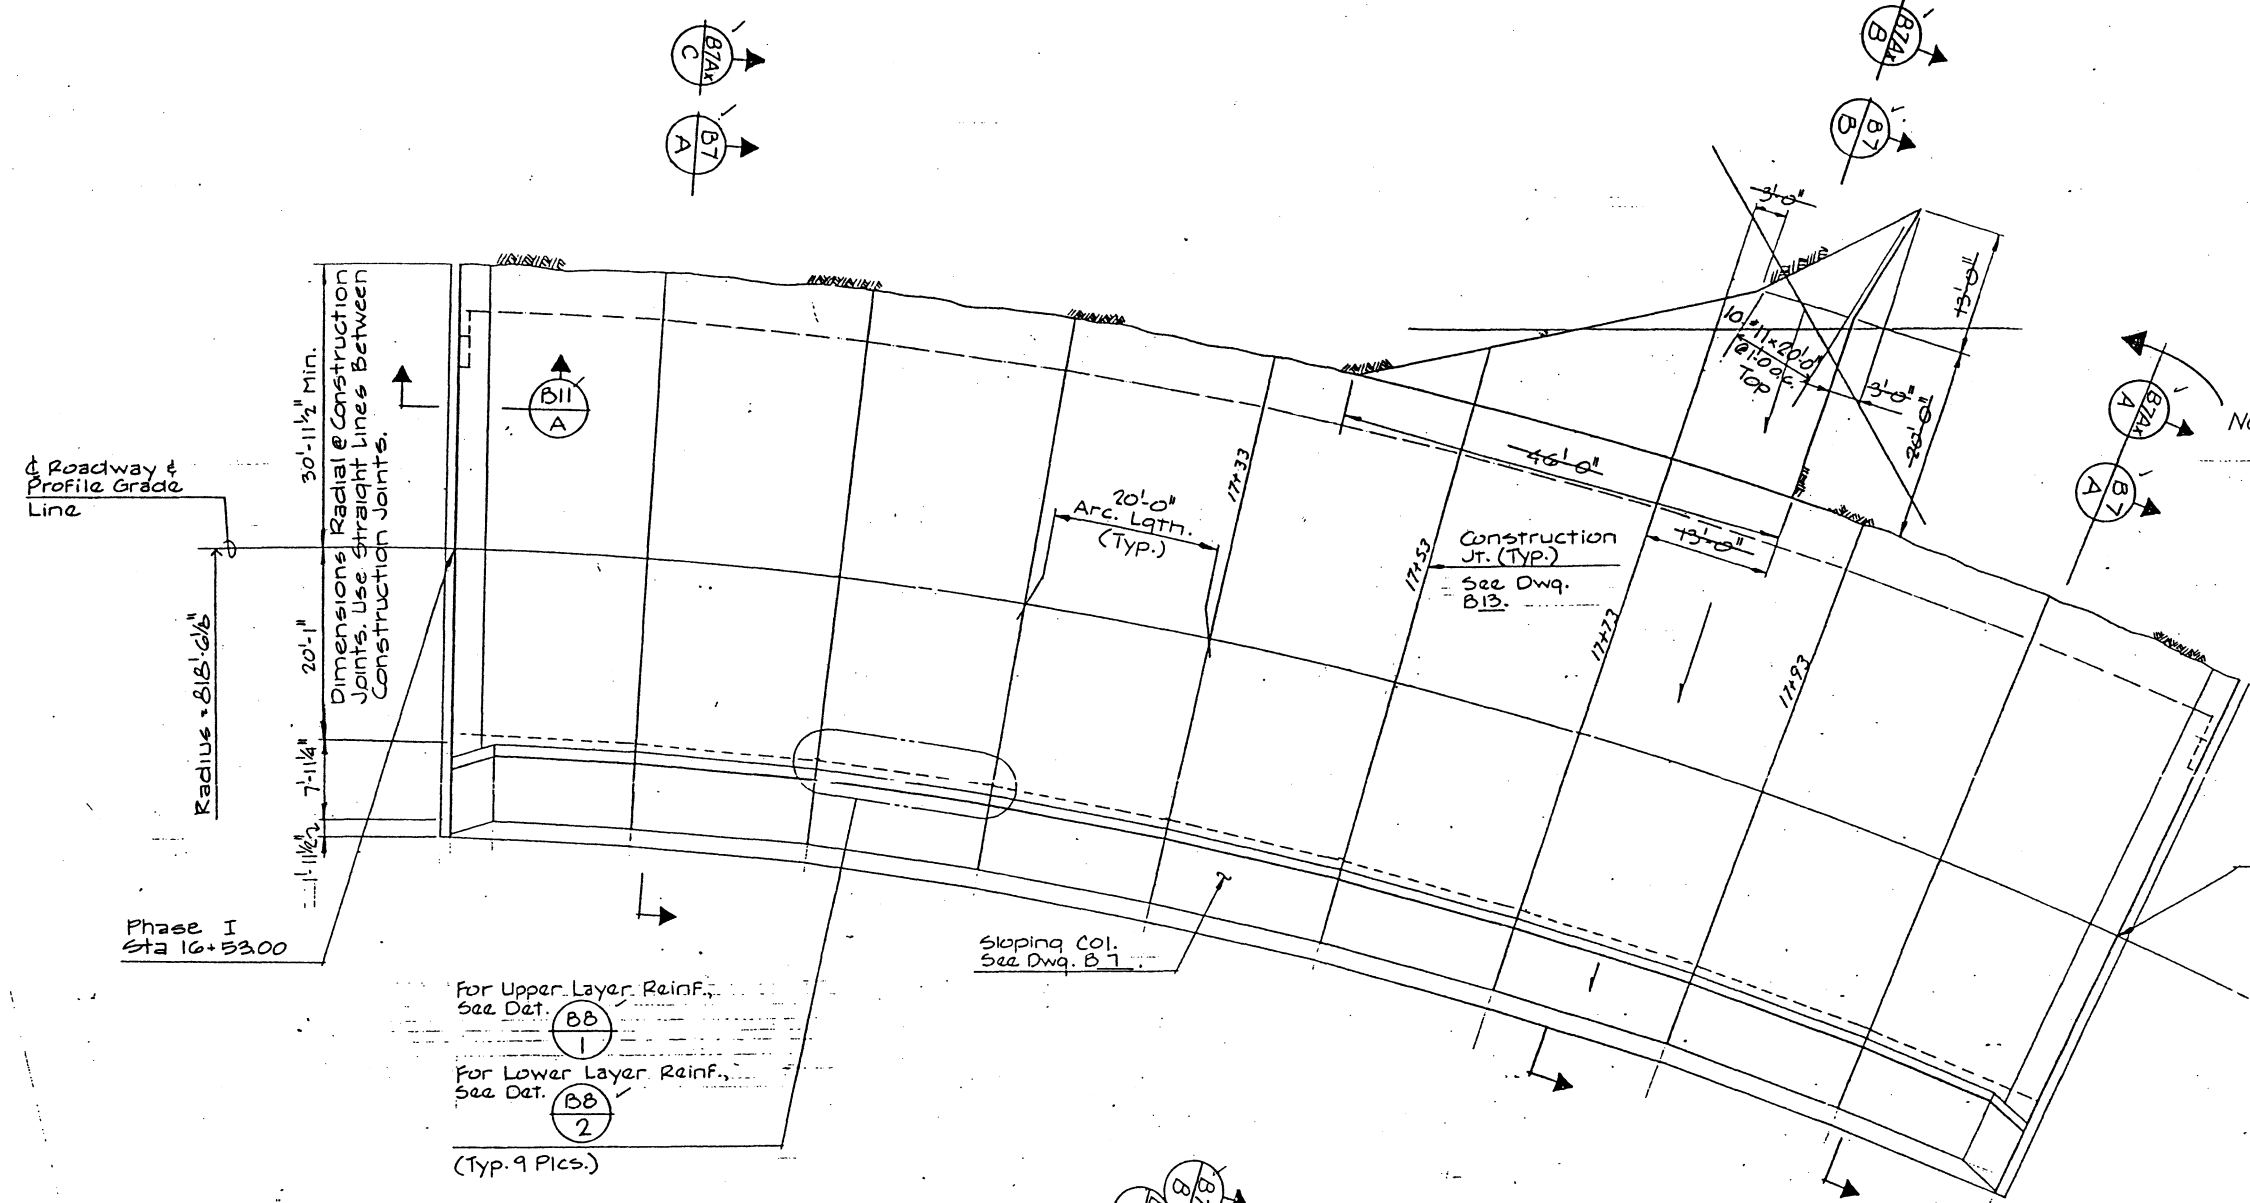 B7Ax
C
B7
A
B7Ax
B
B7
B
3'-0"
13'-0"
10 #11×20'-0"
@1'-0 o.c.
Top
3'-0"
20'-0"
B7Ax
A
B7
A
30'-11½" Min.
20'-1"
7'-11¼"
1'-11½"
Dimensions Radial @ Construction
Joints. Use Straight Lines Between
Construction Joints.
B11
A
℄ Roadway &
Profile Grade
Line
Radius = 818'-6⅛"
20'-0"
Arc. Lgth.
(Typ.)
17+33
46'-0"
13'-0"
17+53
Construction
Jt. (Typ.)
See Dwg.
B13.
17+73
17+93
Phase I
Sta 16+53.00
Sloping Col.
See Dwg. B 7.
For Upper Layer Reinf.,
See Det.
B8
1
For Lower Layer Reinf.,
See Det.
B8
2
(Typ. 9 Plcs.)
B